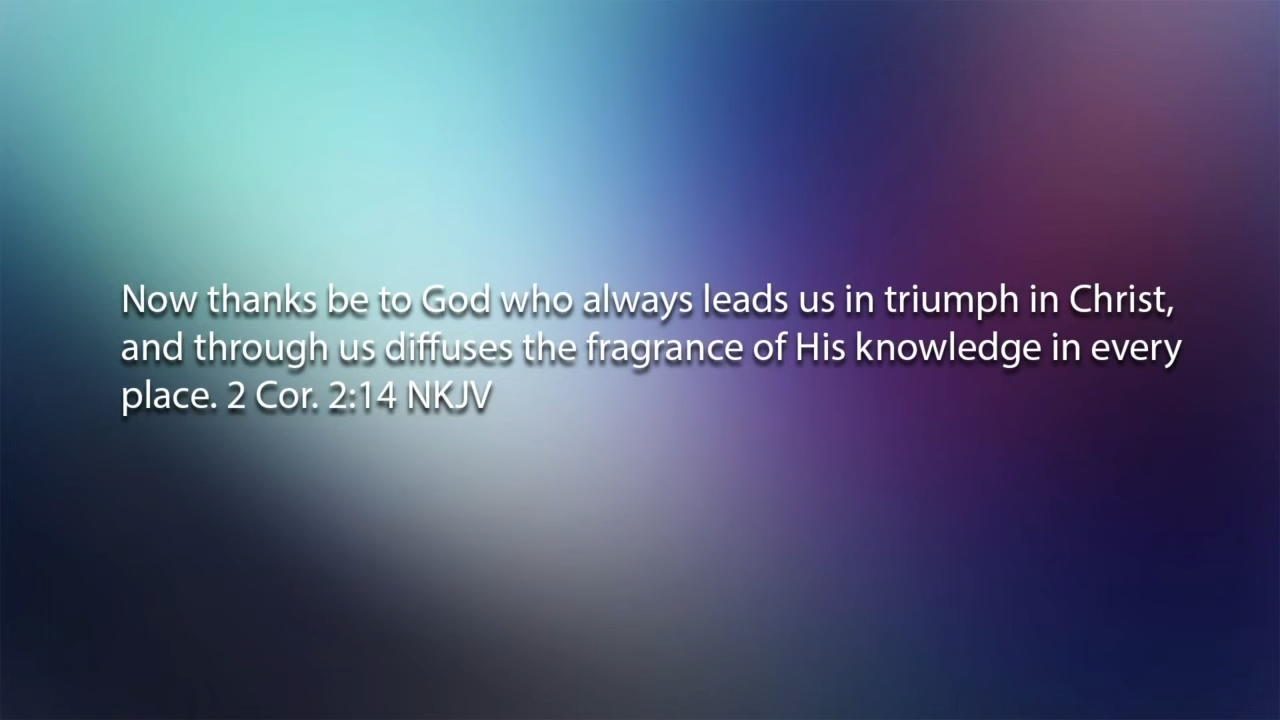 Now thanks be to God who always leads us in triumph in Christ,
and through us diffuses the fragrance of His knowledge in every
place. 2 Cor. 2:14 NKJV